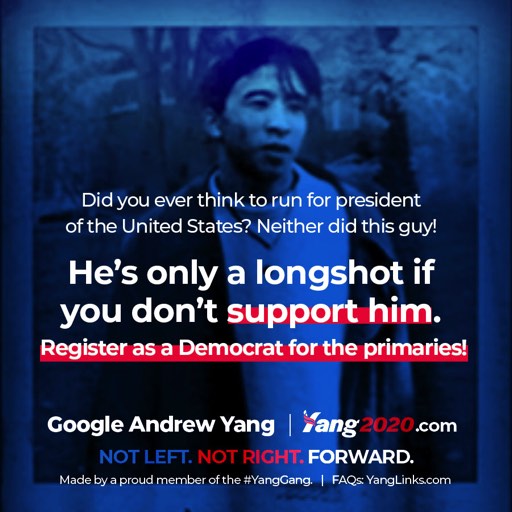 Did you ever think to run for president
of the United States? Neither did this guy!
He's only a longshot if
you don't support him.
Register as a Democrat for the primaries!
Google Andrew Yang | Yang2020.com
NOT LEFT. NOT RIGHT. FORWARD.
Made by a proud member of the #YangGang. | FAQs: YangLinks.com